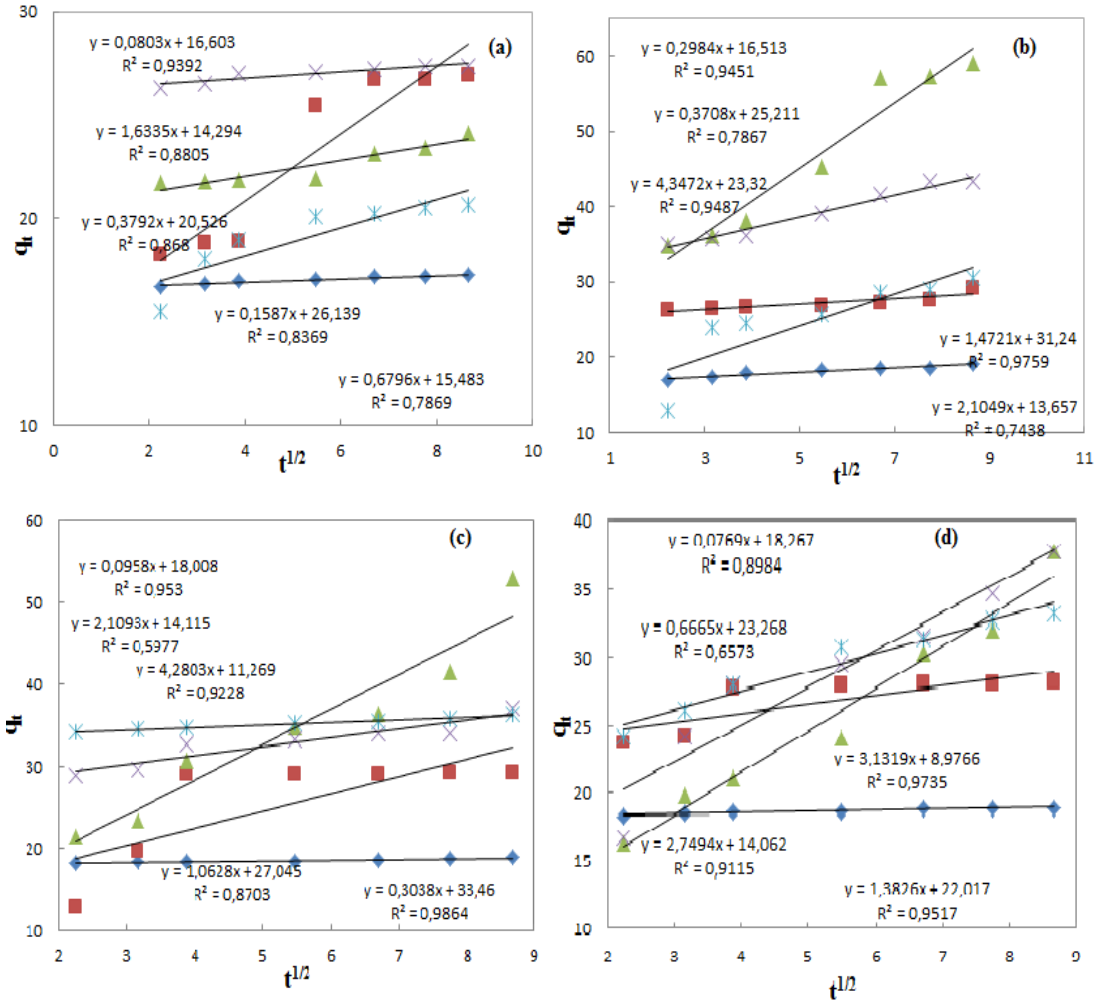 30
y = 0,0803x + 16,603
R² = 0,9392
(a)
y = 1,6335x + 14,294
R² = 0,8805
20
qt
y = 0,3792x + 20,526
R² = 0,868
y = 0,1587x + 26,139
R² = 0,8369
y = 0,6796x + 15,483
R² = 0,7869
10
0 2 4 6 8 10
t1/2
60
y = 0,2984x + 16,513
R² = 0,9451
(b)
50
y = 0,3708x + 25,211
R² = 0,7867
40
y = 4,3472x + 23,32
R² = 0,9487
qt
30
20
y = 1,4721x + 31,24
R² = 0,9759
10
y = 2,1049x + 13,657
R² = 0,7438
0
1 3 5 7 9 11
t1/2
60
(c)
y = 0,0958x + 18,008
R² = 0,953
50
y = 2,1093x + 14,115
R² = 0,5977
y = 4,2803x + 11,269
R² = 0,9228
40
qt
30
20
y = 1,0628x + 27,045
R² = 0,8703
y = 0,3038x + 33,46
R² = 0,9864
10
2 3 4 5 6 7 8 9
t1/2
40
y = 0,0769x + 18,267
R² = 0,8984
(d)
35
y = 0,6665x + 23,268
R² = 0,6573
30
qt
25
y = 3,1319x + 8,9766
R² = 0,9735
20
y = 2,7494x + 14,062
R² = 0,9115
15
y = 1,3826x + 22,017
R² = 0,9517
10
2 3 4 5 6 7 8 9
t1/2